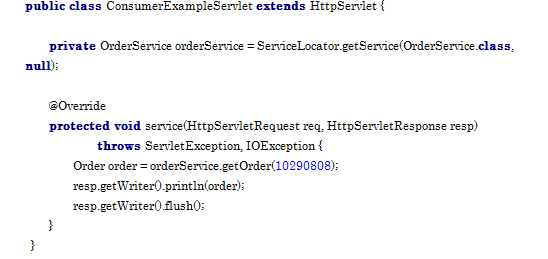 public class ConsumerExampleServlet extends HttpServlet {
private OrderService orderService = ServiceLocator.getService(OrderService.class,
null);
@Override
protected void service(HttpServletRequest req, HttpServletResponse resp)
throws ServletException, IOException {
Order order = orderService.getOrder(10290808);
resp.getWriter().println(order);
resp.getWriter().flush();
}
}